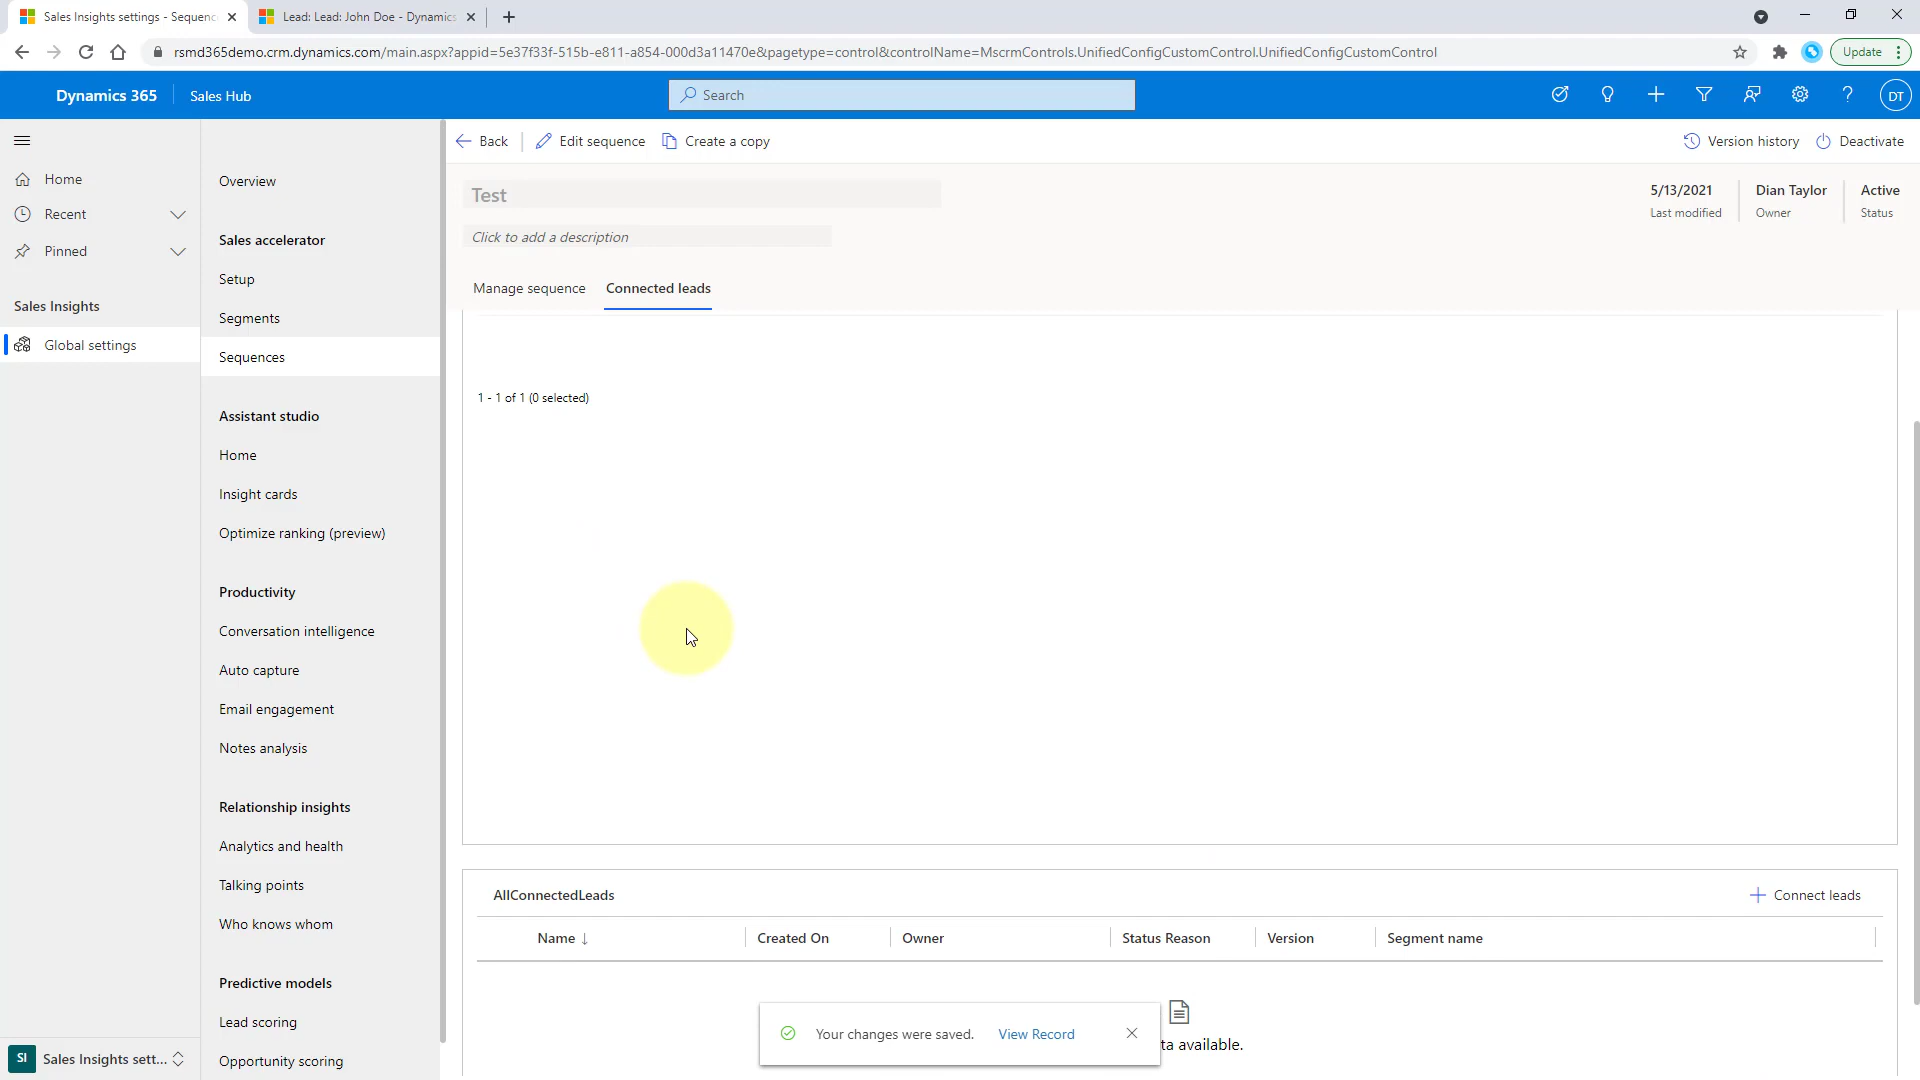 Sales Insights settings - Sequenc
Lead: Lead: John Doe - Dynamics
rsmd365demo.crm.dynamics.com/main.aspx?appid=5e37f33f-515b-e811-a854-000d3a11470e&pagetype=control&controlName=MscrmControls.UnifiedConfigCustomControl.UnifiedConfigCustomControl
Update
Dynamics 365
Sales Hub
Search
DT
Home
Recent
Pinned
Sales Insights
Global settings
SI
Sales Insights sett...
Overview
Sales accelerator
Setup
Segments
Sequences
Assistant studio
Home
Insight cards
Optimize ranking (preview)
Productivity
Conversation intelligence
Auto capture
Email engagement
Notes analysis
Relationship insights
Analytics and health
Talking points
Who knows whom
Predictive models
Lead scoring
Opportunity scoring
Back
Edit sequence
Create a copy
Version history
Deactivate
Test
Click to add a description
5/13/2021
Last modified
Dian Taylor
Owner
Active
Status
Manage sequence
Connected leads
1 - 1 of 1 (0 selected)
AllConnectedLeads
Connect leads
Name
Created On
Owner
Status Reason
Version
Segment name
Your changes were saved.
View Record
ta available.